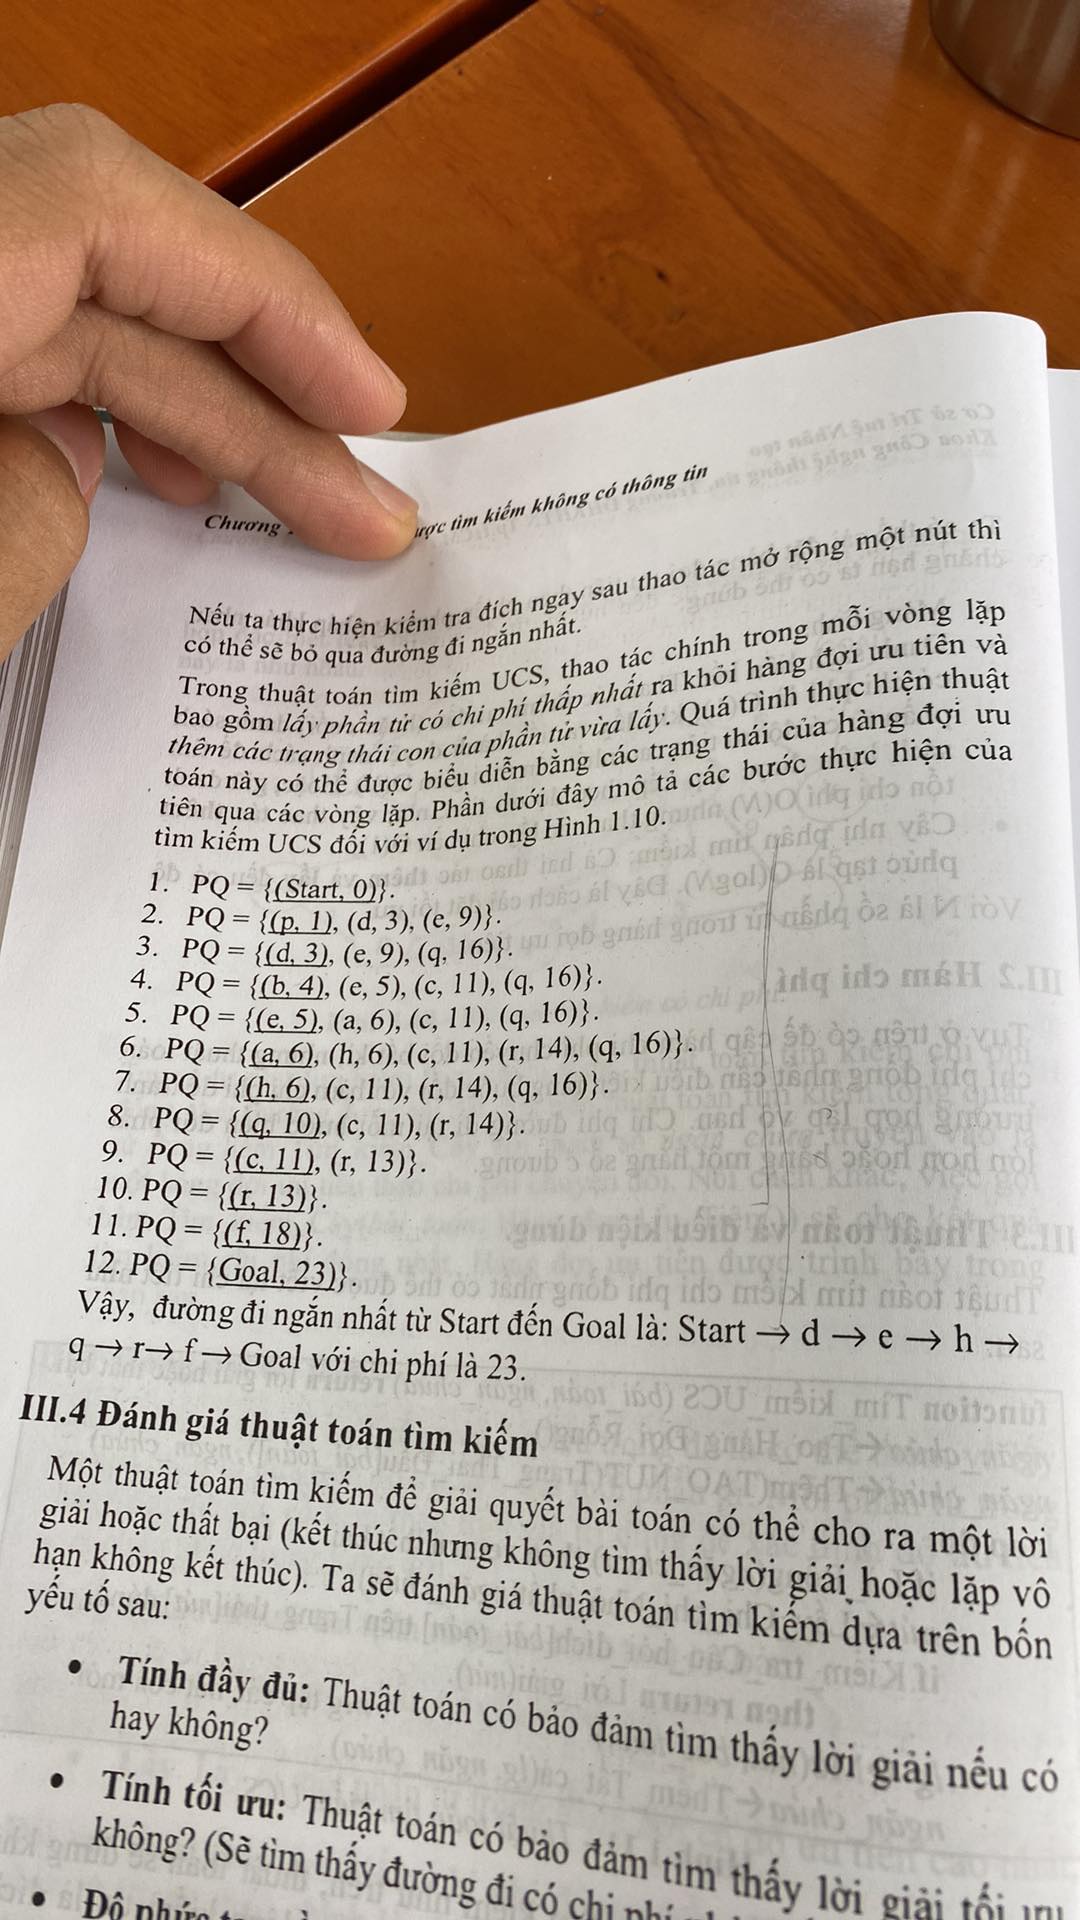 Chương
ược tìm kiếm không có thông tin
Nếu ta thực hiện kiểm tra đích ngay sau thao tác mở rộng một nút thì
có thể sẽ bỏ qua đường đi ngắn nhất.
Trong thuật toán tìm kiếm UCS, thao tác chính trong mỗi vòng lặp
bao gồm lấy phần tử có chi phí thấp nhất ra khỏi hàng đợi ưu tiên và
thêm các trạng thái con của phần tử vừa lấy. Quá trình thực hiện thuật
toán này có thể được biểu diễn bằng các trạng thái của hàng đợi ưu
tiên qua các vòng lặp. Phần dưới đây mô tả các bước thực hiện của
tìm kiếm UCS đối với ví dụ trong Hình 1.10.
1. PQ = {(Start, 0)}.
2. PQ = {(p, 1), (d, 3), (e, 9)}.
3. PQ = {(d, 3), (e, 9), (q, 16)}.
4. PQ = {(b, 4), (e, 5), (c, 11), (q, 16)}.
5. PQ = {(e, 5), (a, 6), (c, 11), (q, 16)}.
6. PQ = {(a, 6), (h, 6), (c, 11), (r, 14), (q, 16)}.
7. PQ = {(h, 6), (c, 11), (r, 14), (q, 16)}.
8. PQ = {(q, 10), (c, 11), (r, 14)}.
9. PQ = {(c, 11), (r, 13)}.
10. PQ = {(r, 13)}.
11. PQ = {(f, 18)}.
12. PQ = {Goal, 23)}.
Vậy, đường đi ngắn nhất từ Start đến Goal là: Start → d → e → h →
q → r→ f → Goal với chi phí là 23.
III.4 Đánh giá thuật toán tìm kiếm
Một thuật toán tìm kiếm để giải quyết bài toán có thể cho ra một lời
giải hoặc thất bại (kết thúc nhưng không tìm thấy lời giải hoặc lặp vô
hạn không kết thúc). Ta sẽ đánh giá thuật toán tìm kiếm dựa trên bốn
yếu tố sau:
• Tính đầy đủ: Thuật toán có bảo đảm tìm thấy lời giải nếu có
hay không?
• Tính tối ưu: Thuật toán có bảo đảm tìm thấy lời giải tối ưu
không? (Sẽ tìm thấy đường đi có chi phí
• Độ phức